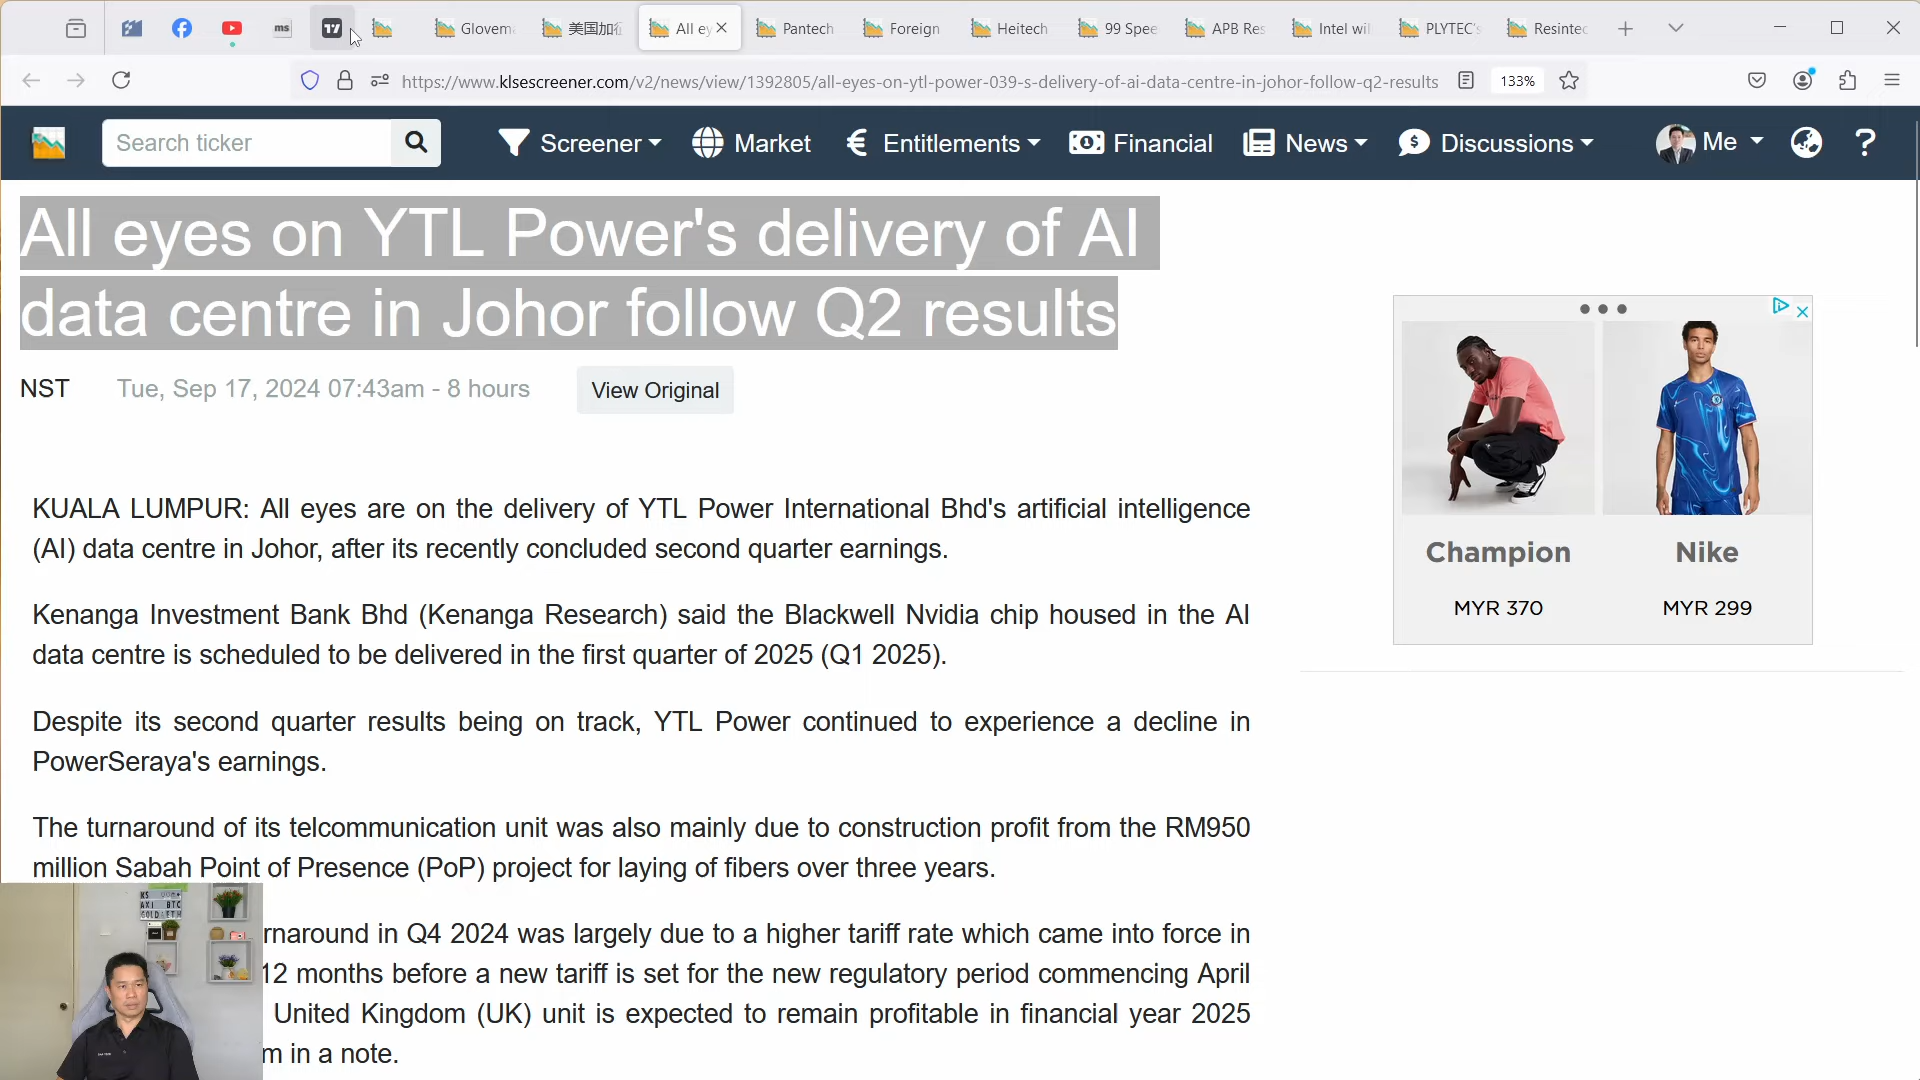 ms
Glovem
美国加
All ey
Pantech
Foreign
Heitech
99 Spee
APB Res
Intel wil
PLYTEC's
Resintec
https://www.klsescreener.com/v2/news/view/1392805/all-eyes-on-ytl-power-039-s-delivery-of-ai-data-centre-in-johor-follow-q2-results
133%
Search ticker
Screener
Market
Entitlements
Financial
News
Discussions
Me
All eyes on YTL Power's delivery of AI
data centre in Johor follow Q2 results
NST
Tue, Sep 17, 2024 07:43am - 8 hours
View Original
KUALA LUMPUR: All eyes are on the delivery of YTL Power International Bhd's artificial intelligence
(AI) data centre in Johor, after its recently concluded second quarter earnings.
Kenanga Investment Bank Bhd (Kenanga Research) said the Blackwell Nvidia chip housed in the AI
data centre is scheduled to be delivered in the first quarter of 2025 (Q1 2025).
Despite its second quarter results being on track, YTL Power continued to experience a decline in
PowerSeraya's earnings.
The turnaround of its telcommunication unit was also mainly due to construction profit from the RM950
million Sabah Point of Presence (PoP) project for laying of fibers over three years.
rnaround in Q4 2024 was largely due to a higher tariff rate which came into force in
12 months before a new tariff is set for the new regulatory period commencing April
United Kingdom (UK) unit is expected to remain profitable in financial year 2025
m in a note.
Champion
MYR 370
Nike
MYR 299